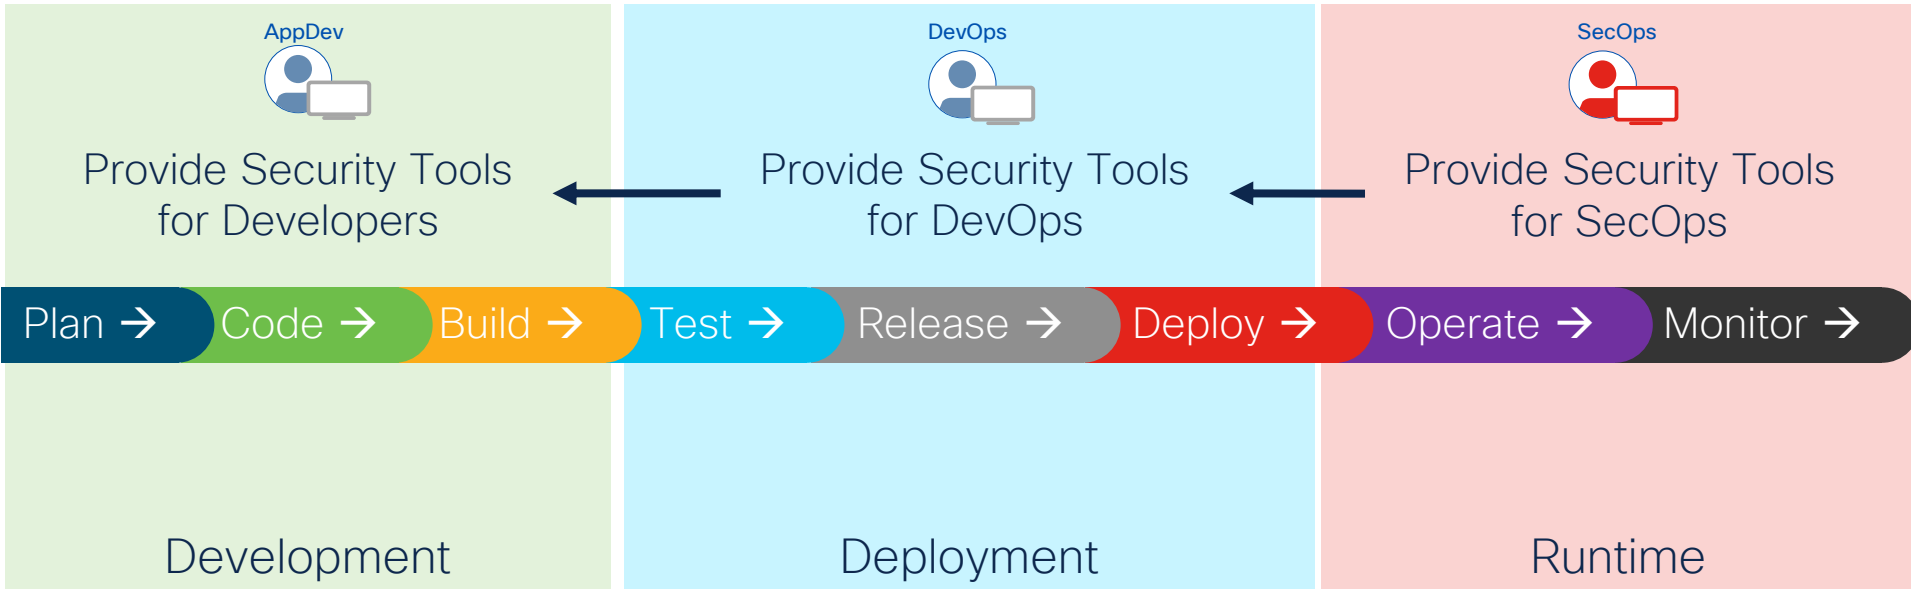 AppDev
Provide Security Tools
for Developers
DevOps
Provide Security Tools
for DevOps
SecOps
Provide Security Tools
for SecOps
Plan → Code → Build → Test → Release → Deploy → Operate → Monitor →
Development
Deployment
Runtime